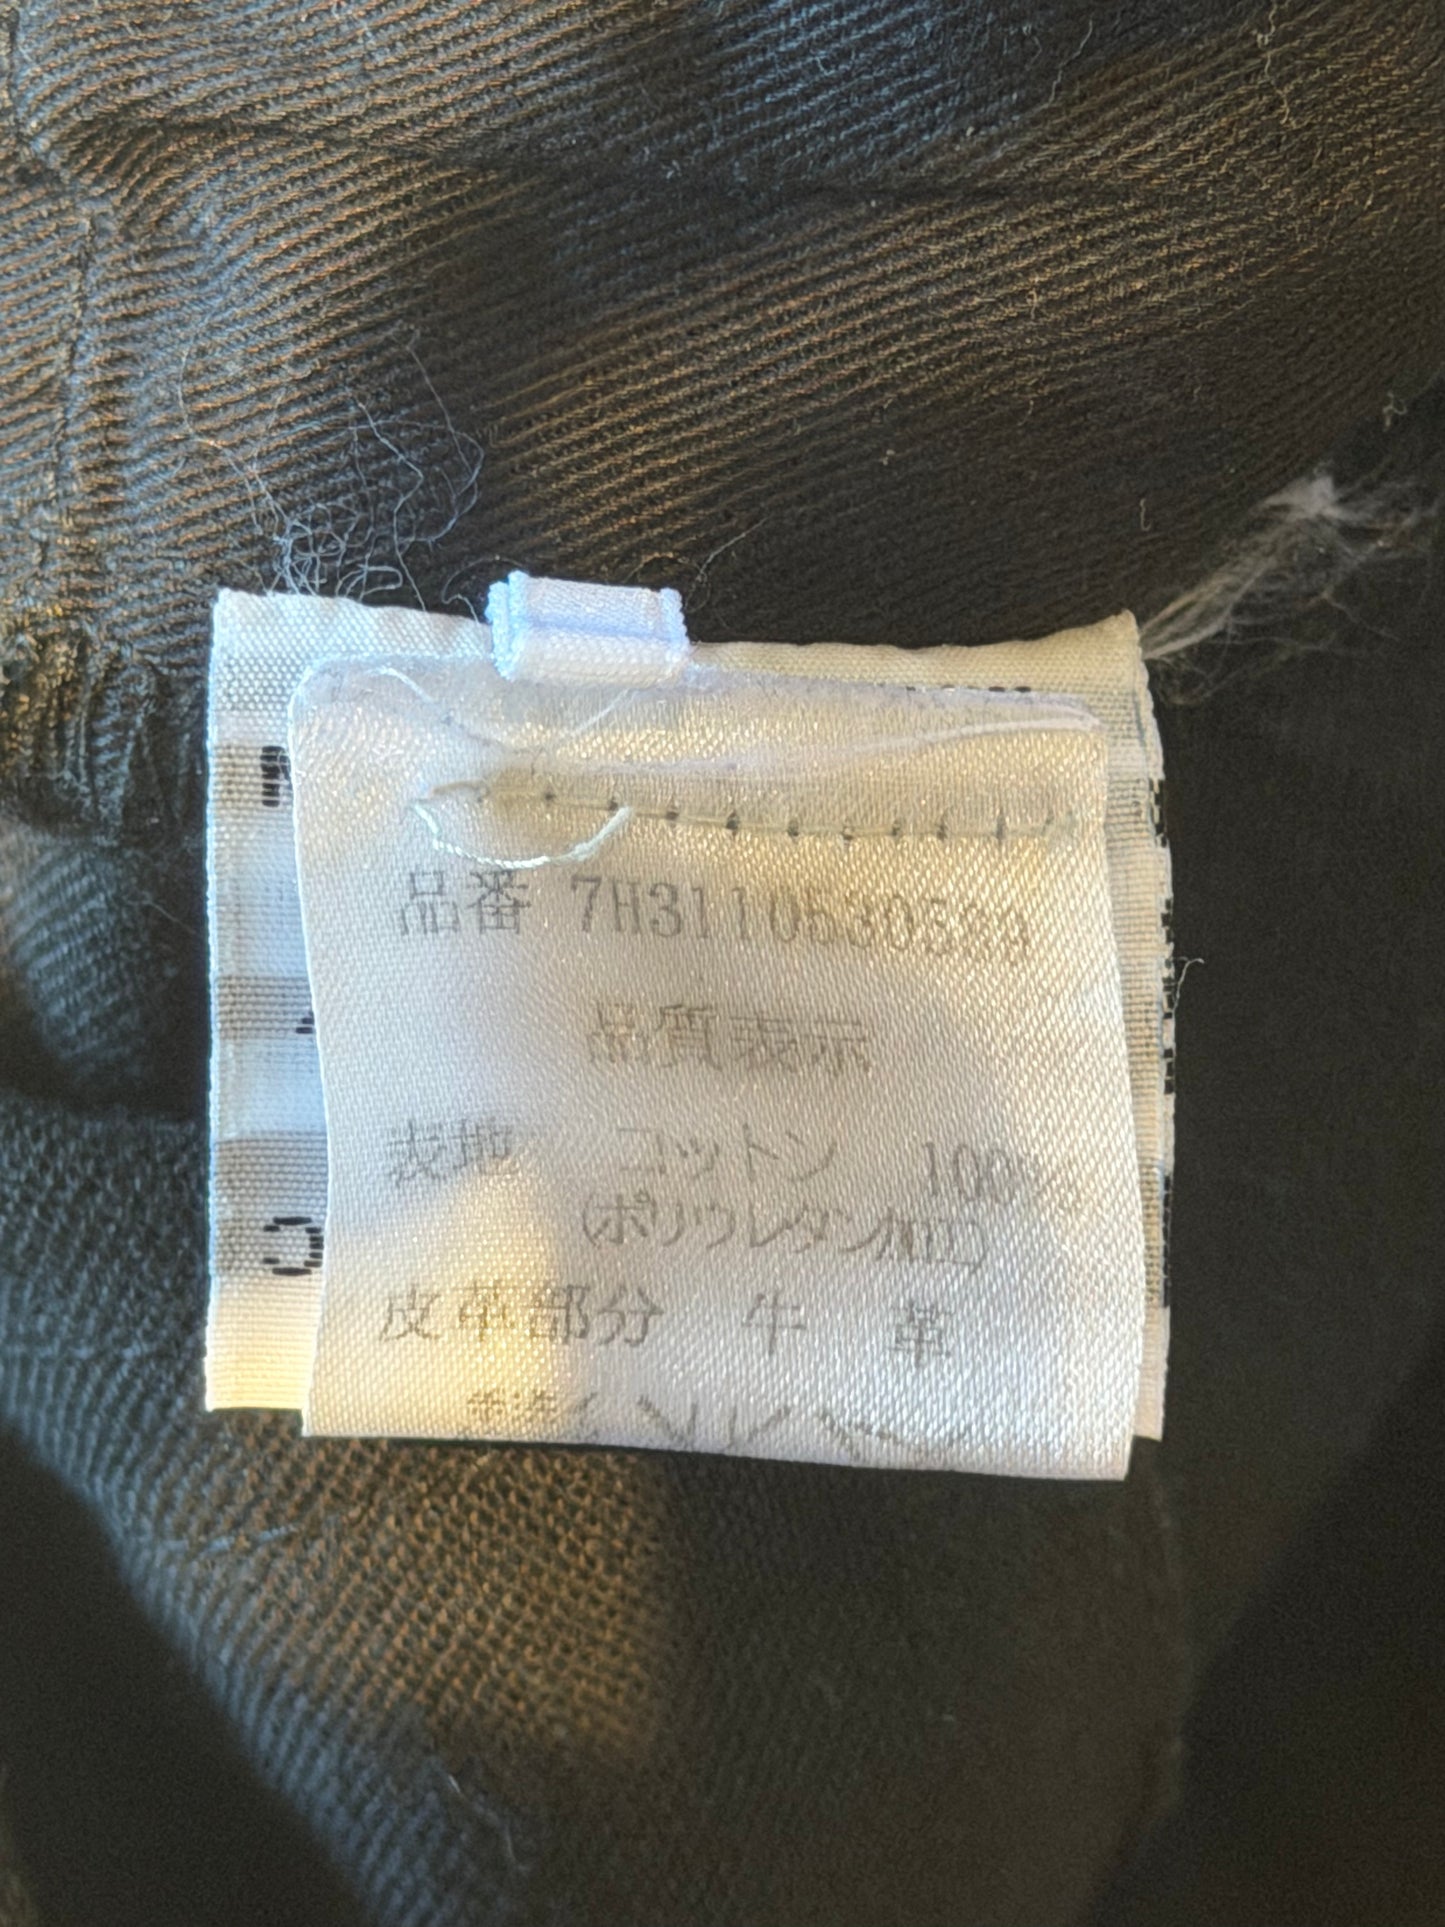 品番 7H31105305
品質表示
表地 コットン 100%
(ポリウレタン加工)
皮革部分 牛 革